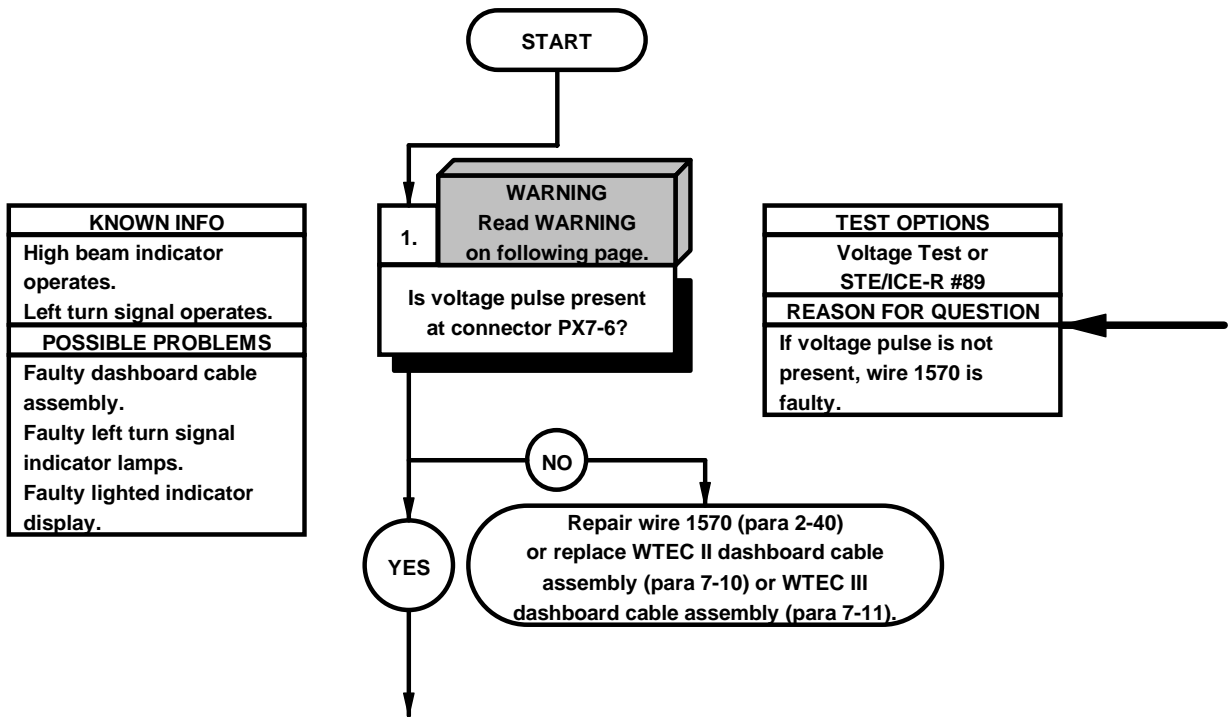 START
WARNING
Read WARNING
on following page.
1.
Is voltage pulse present
at connector PX7-6?
KNOWN INFO
High beam indicator
operates.
Left turn signal operates.
POSSIBLE PROBLEMS
Faulty dashboard cable
assembly.
Faulty left turn signal
indicator lamps.
Faulty lighted indicator
display.
TEST OPTIONS
Voltage Test or
STE/ICE-R #89
REASON FOR QUESTION
If voltage pulse is not
present, wire 1570 is
faulty.
NO
YES
Repair wire 1570 (para 2-40)
or replace WTEC II dashboard cable
assembly (para 7-10) or WTEC III
dashboard cable assembly (para 7-11).